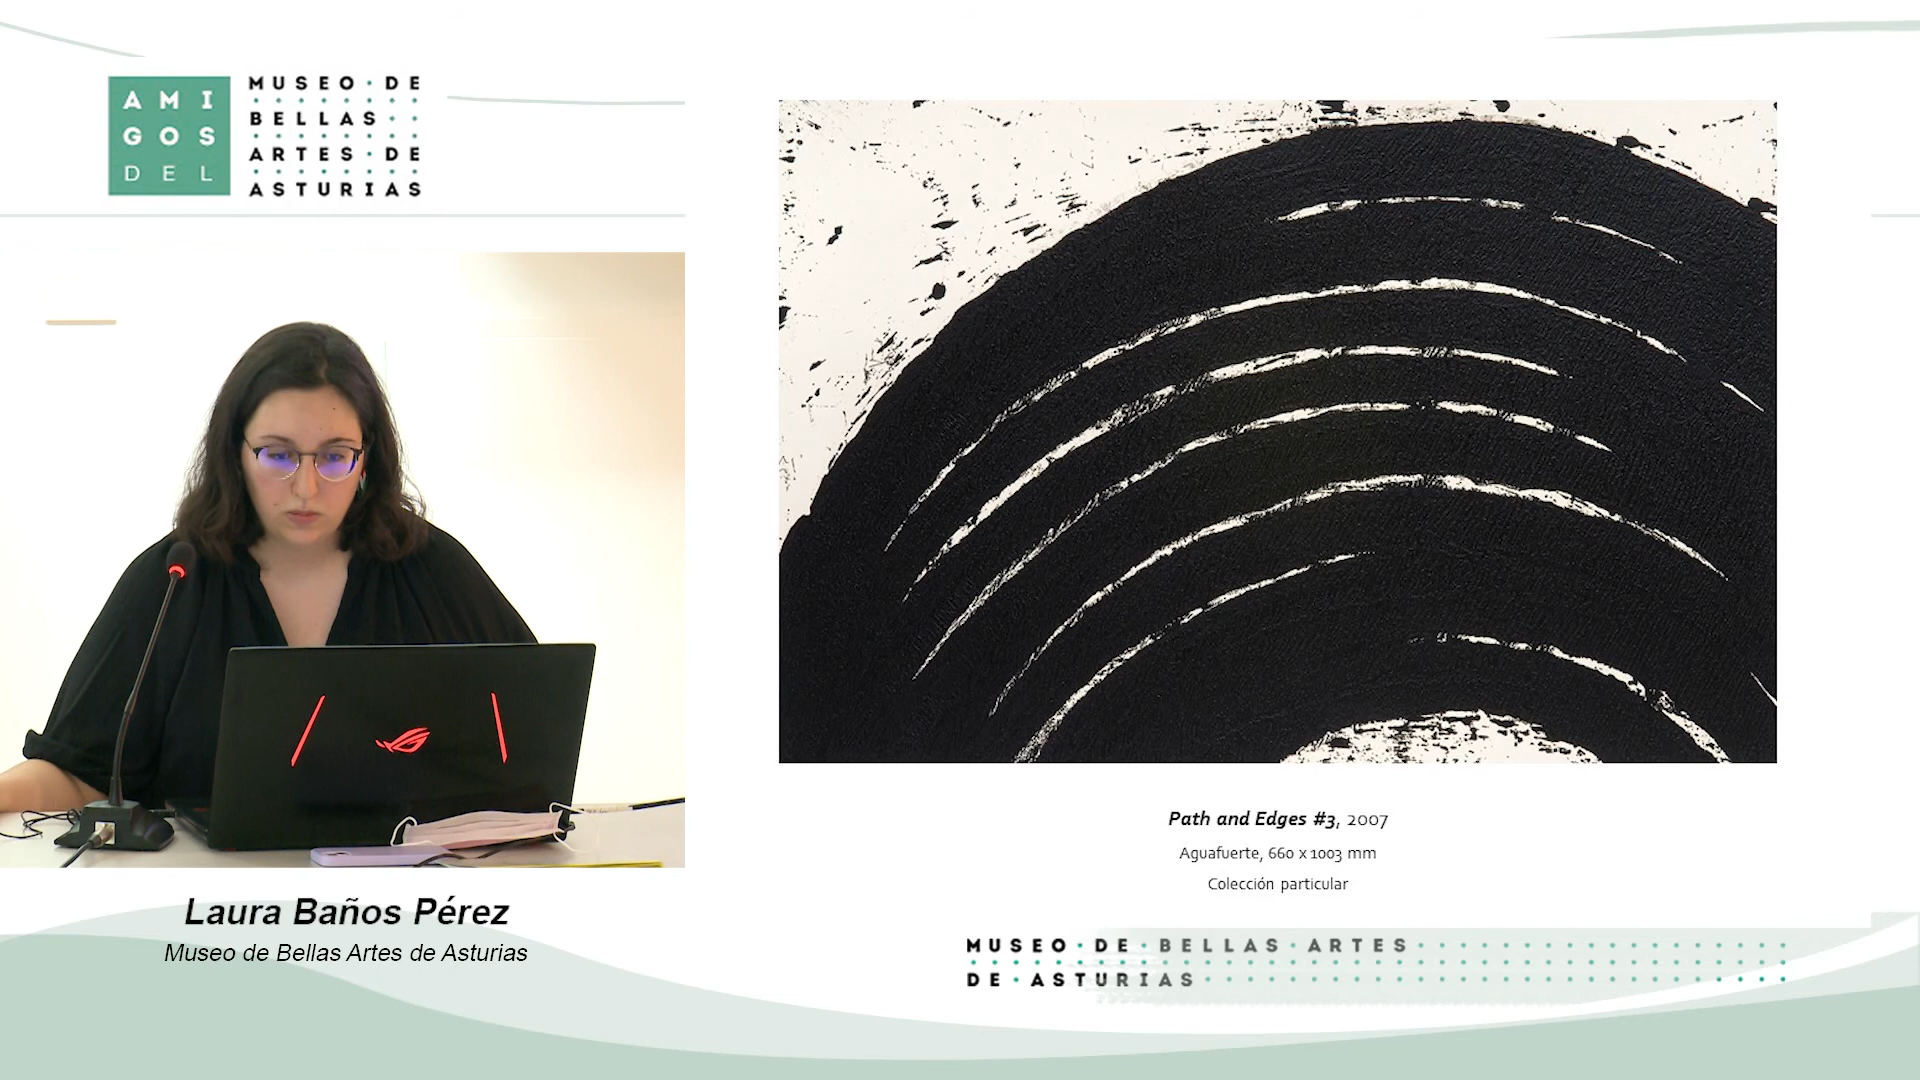 AMI
GOS
DEL
MUSEO·DE
BELLAS
ARTES·DE
ASTURIAS
Laura Baños Pérez
Museo de Bellas Artes de Asturias
Path and Edges #3, 2007
Aguafuerte, 660 x 1003 mm
Colección particular
MUSEO·DE·BELLAS·ARTES
DE·ASTURIAS